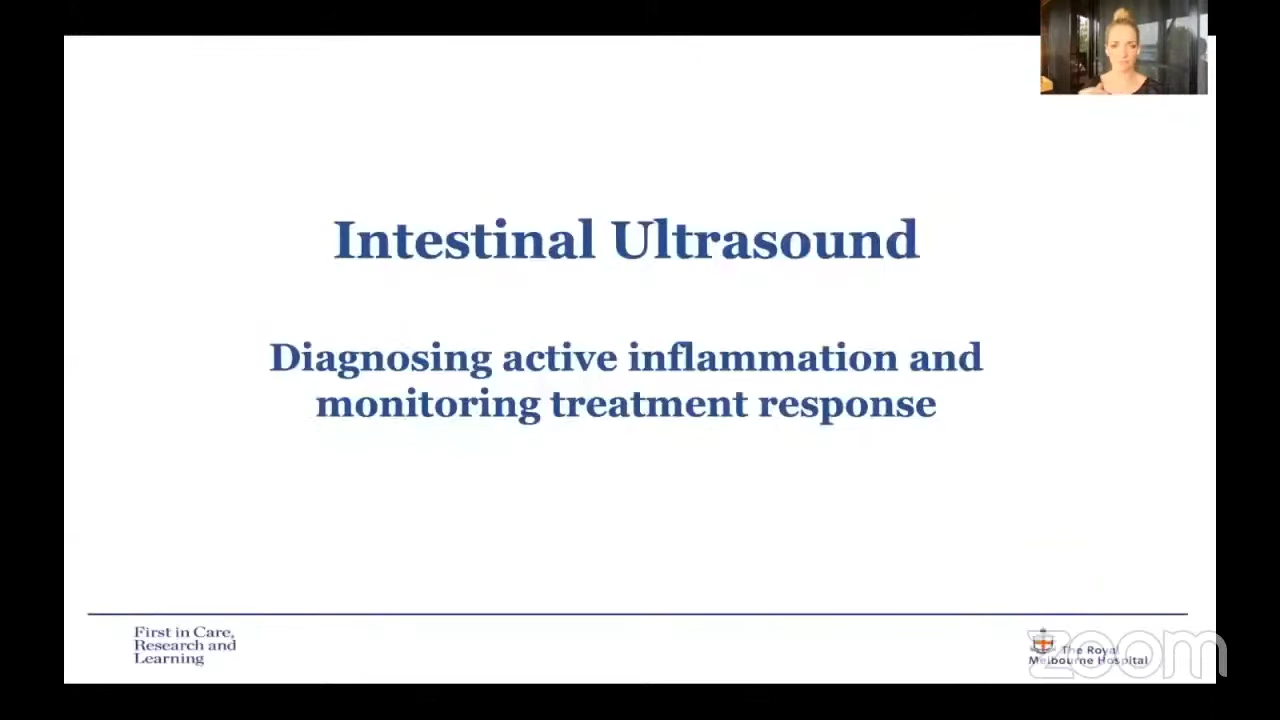 Intestinal Ultrasound
Diagnosing active inflammation and
monitoring treatment response
First in Care,
Research and
Learning
The Royal
Melbourne Hospital
zoom